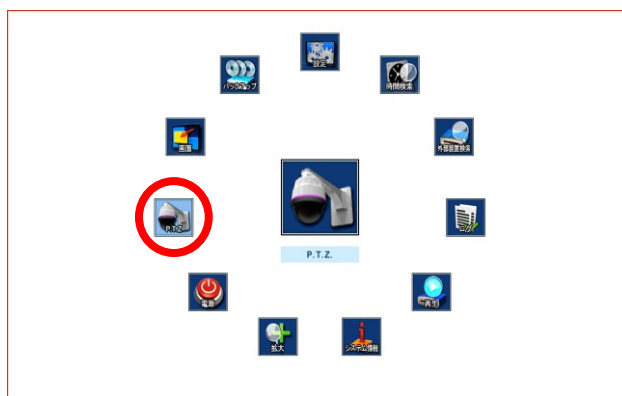 設定
バックアップ
時間検索
画面
外部装置検索
P.T.Z.
ログ
P.T.Z.
電源
再生
拡大
システム情報